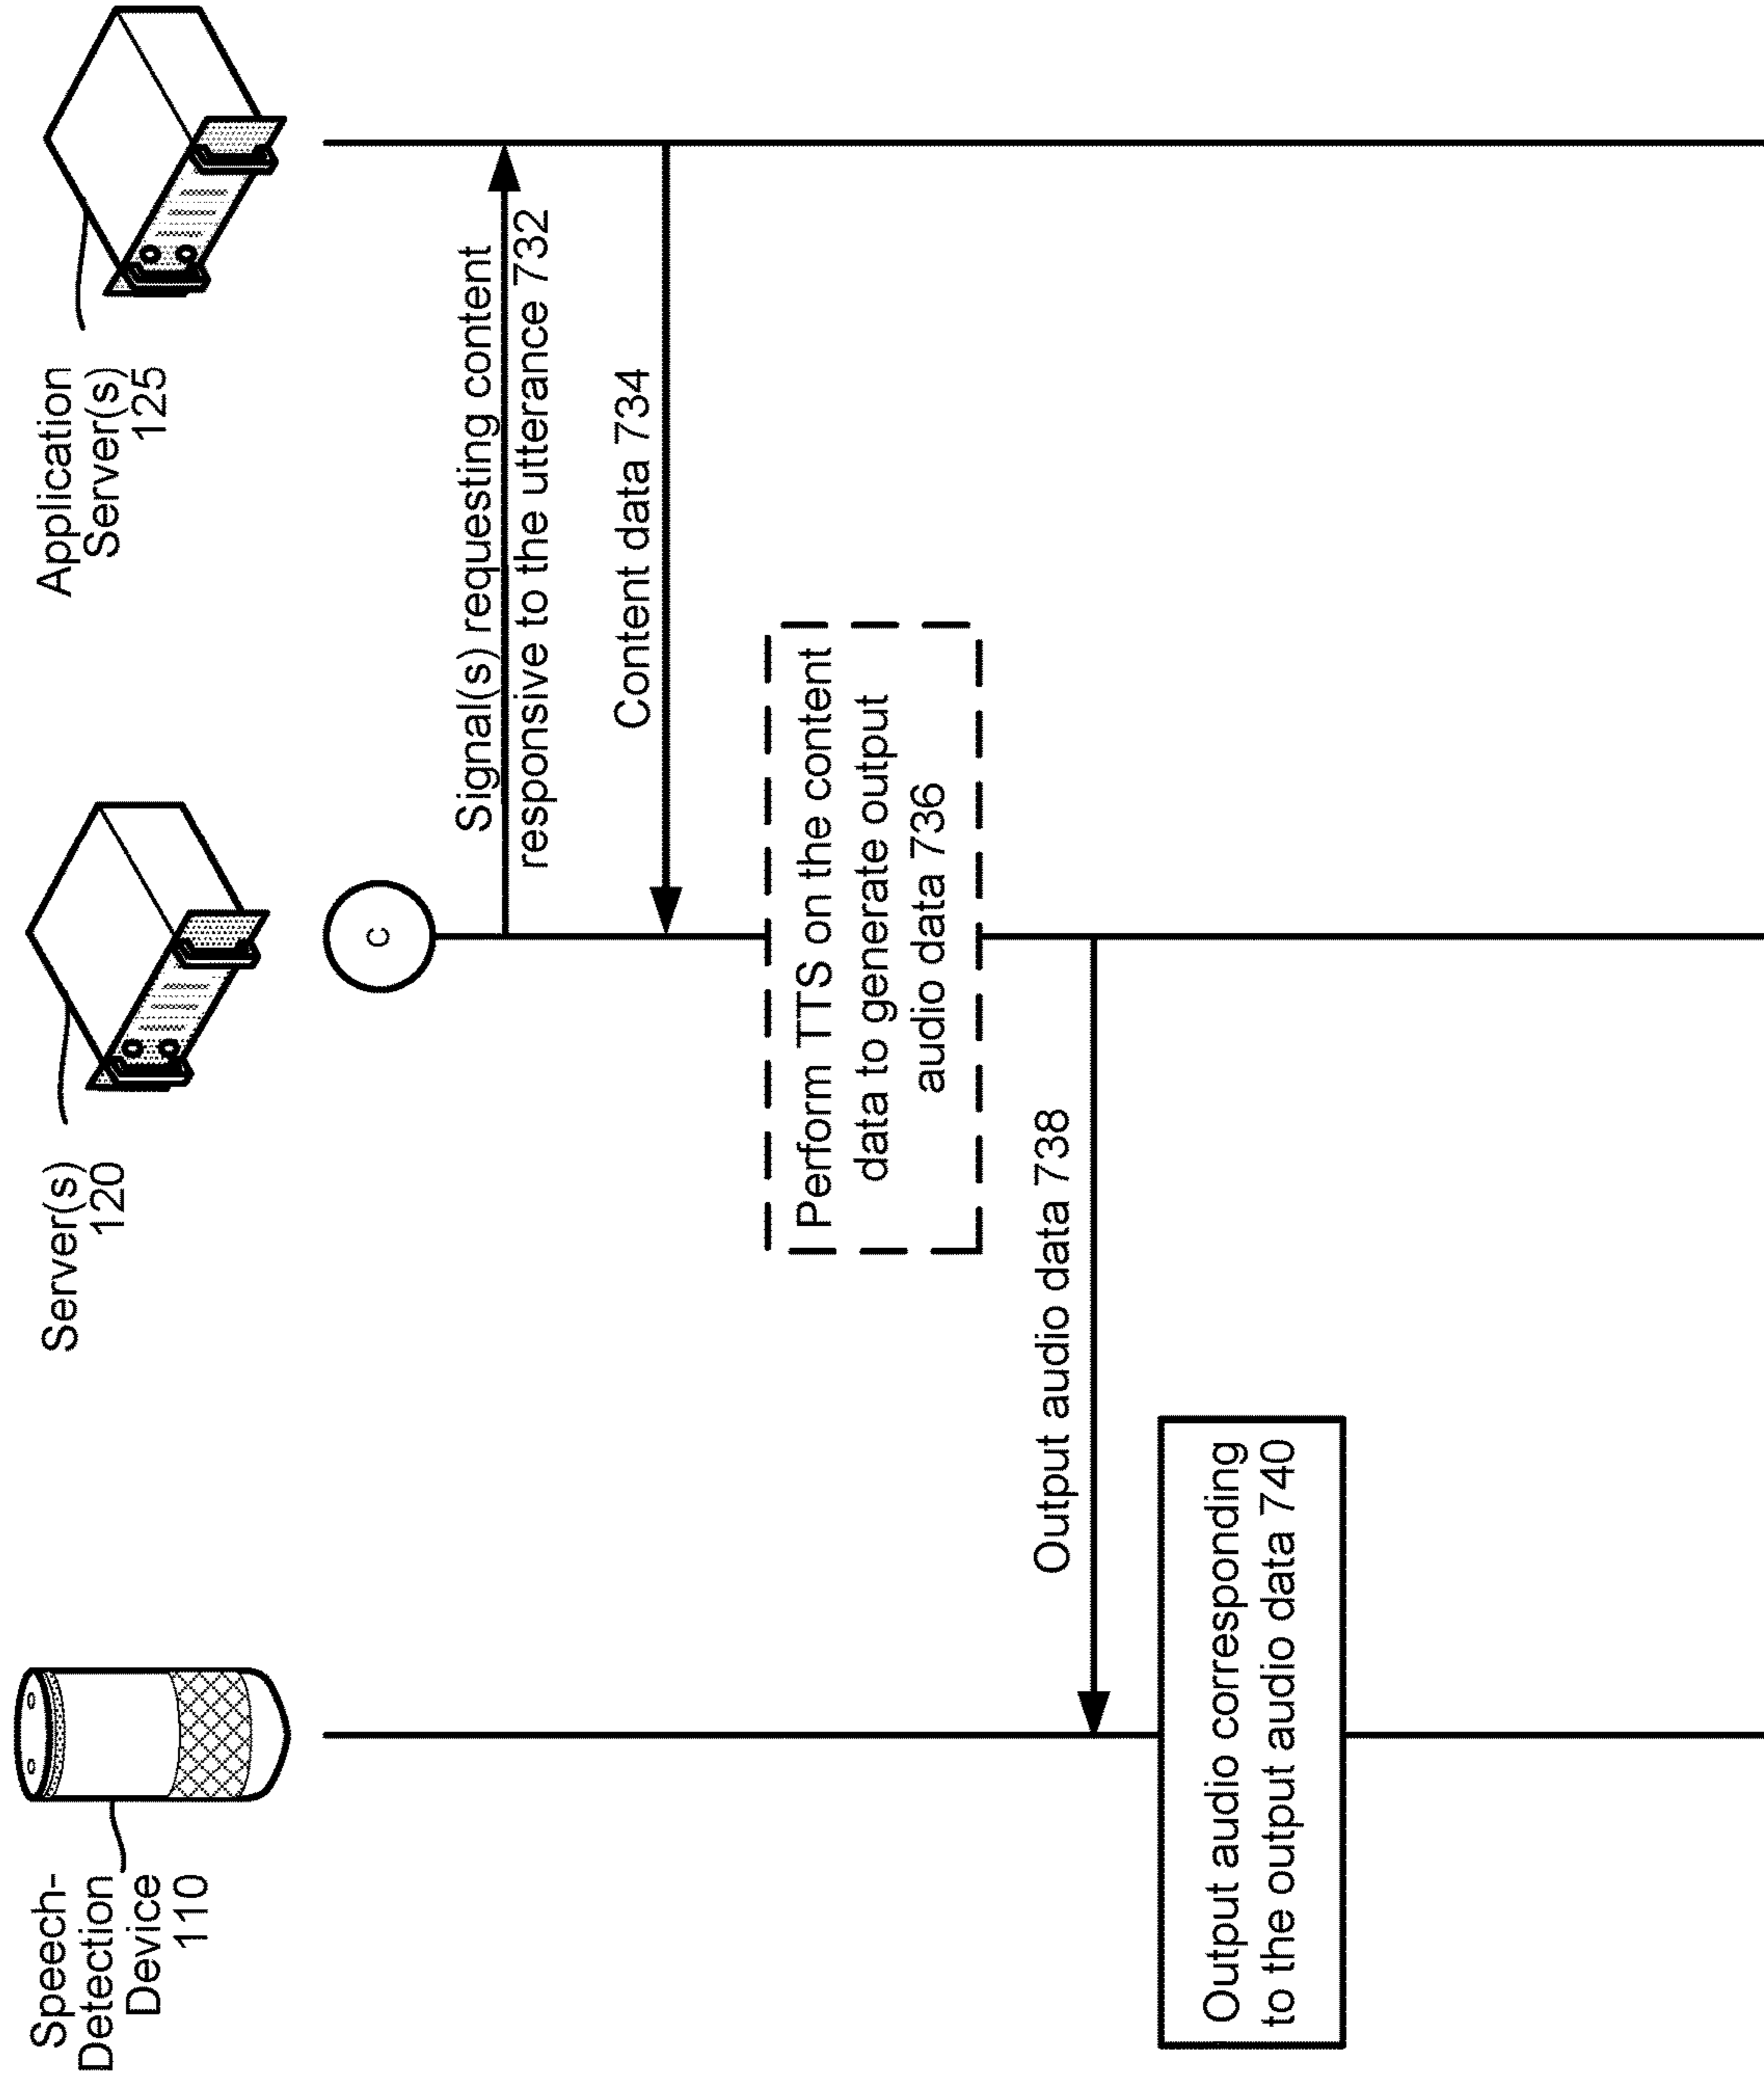 Speech-
Detection
Device
110
Server(s)
120
Application
Server(s)
125
C
Signal(s) requesting content
responsive to the utterance 732
Content data 734
Perform TTS on the content
data to generate output
audio data 736
Output audio data 738
Output audio corresponding
to the output audio data 740